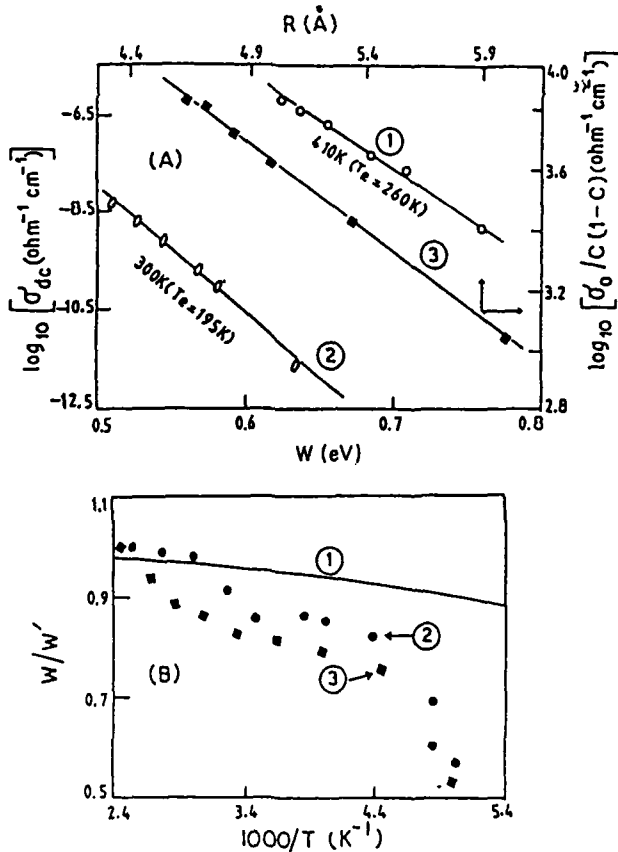 R (Å)
4.4 4.9 5.4 5.9
log₁₀ [σdc (ohm⁻¹ cm⁻¹)]
-6.5
-8.5
-10.5
-12.5
(A)
①
410K (Te = 260K)
③
300K (Te = 195K)
②
4.0
3.6
3.2
2.8
log₁₀ [σ₀/C (1-C) (ohm⁻¹ cm⁻¹)]
0.5 0.6 0.7 0.8
W (eV)
W/W′
1.1
0.9
0.7
0.5
①
②
③
(B)
2.4 3.4 4.4 5.4
1000/T (K⁻¹)